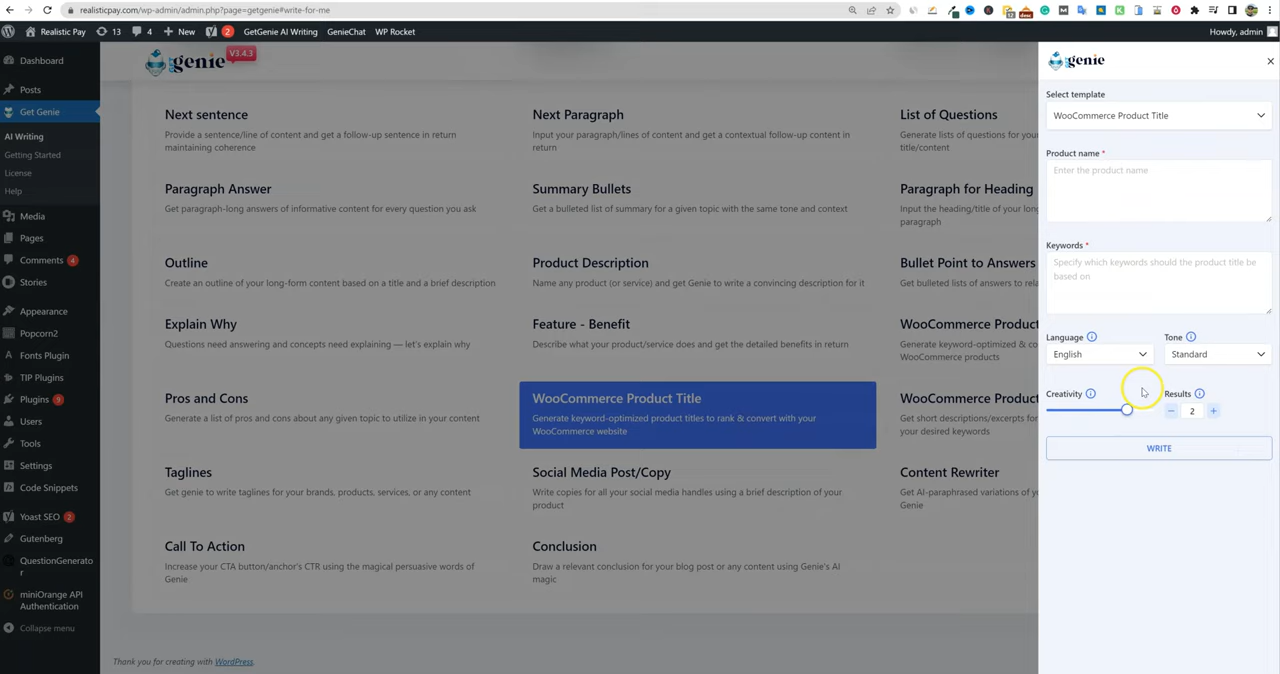 realisticpay.com/wp-admin/admin.php?page=getgenie#write-for-me
Realistic Pay
13
4
New
2
GetGenie AI Writing
GenieChat
WP Rocket
Howdy, admin
Dashboard
Posts
Get Genie
AI Writing
Getting Started
License
Help
Media
Pages
Comments 4
Stories
Appearance
Popcorn2
Fonts Plugin
TIP Plugins
Plugins 9
Users
Tools
Settings
Code Snippets
Yoast SEO 2
Gutenberg
QuestionGenerato
r
miniOrange API
Authentication
Collapse menu
genie
V3.4.3
Next sentence
Provide a sentence/line of content and get a follow-up sentence in return
maintaining coherence
Next Paragraph
Input your paragraph/lines of content and get a contextual follow-up content in
return
List of Questions
Generate lists of questions for your
title/content
Paragraph Answer
Get paragraph-long answers of informative content for every question you ask
Summary Bullets
Get a bulleted list of summary for a given topic with the same tone and context
Paragraph for Heading
Input the heading/title of your long
form content
Outline
Create an outline of your long-form content based on a title and a brief description
Product Description
Name any product (or service) and get Genie to write a convincing description for it
Bullet Point to Answers
Get bulleted lists of answers to rela
Explain Why
Questions need answering and concepts need explaining — let's explain why
Feature - Benefit
Describe what your product/service does and get the detailed benefits in return
WooCommerce Product
Generate keyword-optimized & co
WooCommerce products
Pros and Cons
Generate a list of pros and cons about any given topic to utilize in your content
WooCommerce Product Title
Generate keyword-optimized product titles to rank & convert with your
WooCommerce website
WooCommerce Product
Get short descriptions/excerpts for
your desired keywords
Taglines
Get genie to write taglines for your brands, products, services, or any content
Social Media Post/Copy
Write copies for all your social media handles using a brief description of your
product
Content Rewriter
Get AI-paraphrased variations of y
Genie
Call To Action
Increase your CTA button/anchor's CTR using the magical persuasive words of
Genie
Conclusion
Draw a relevant conclusion for your blog post or any content using Genie's AI
magic
Thank you for creating with WordPress.
genie
Select template
WooCommerce Product Title
Product name *
Enter the product name
Keywords *
Specify which keywords should the product title be
based on
Language
Tone
English
Standard
Creativity
Results
2
WRITE